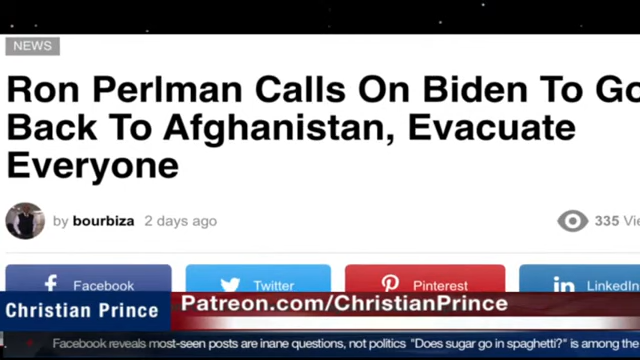 NEWS
Ron Perlman Calls On Biden To Go
Back To Afghanistan, Evacuate
Everyone
by bourbiza 2 days ago
335 Vie
Facebook
Twitter
Pinterest
LinkedIn
Christian Prince
Patreon.com/ChristianPrince
Facebook reveals most-seen posts are inane questions, not politics "Does sugar go in spaghetti?" is among the